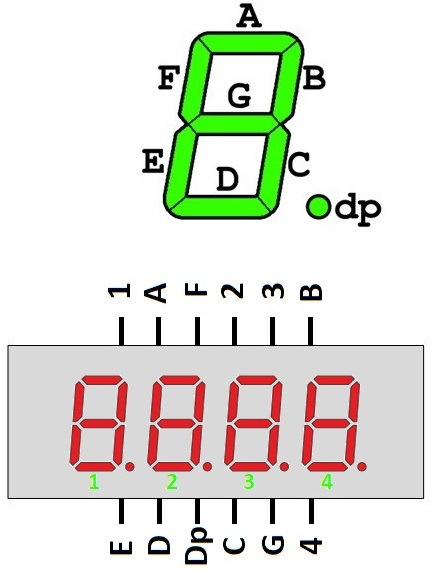 A
F B
G
E D C
dp
1 A F 2 3 B
1 2 3 4
E D Dp C G 4